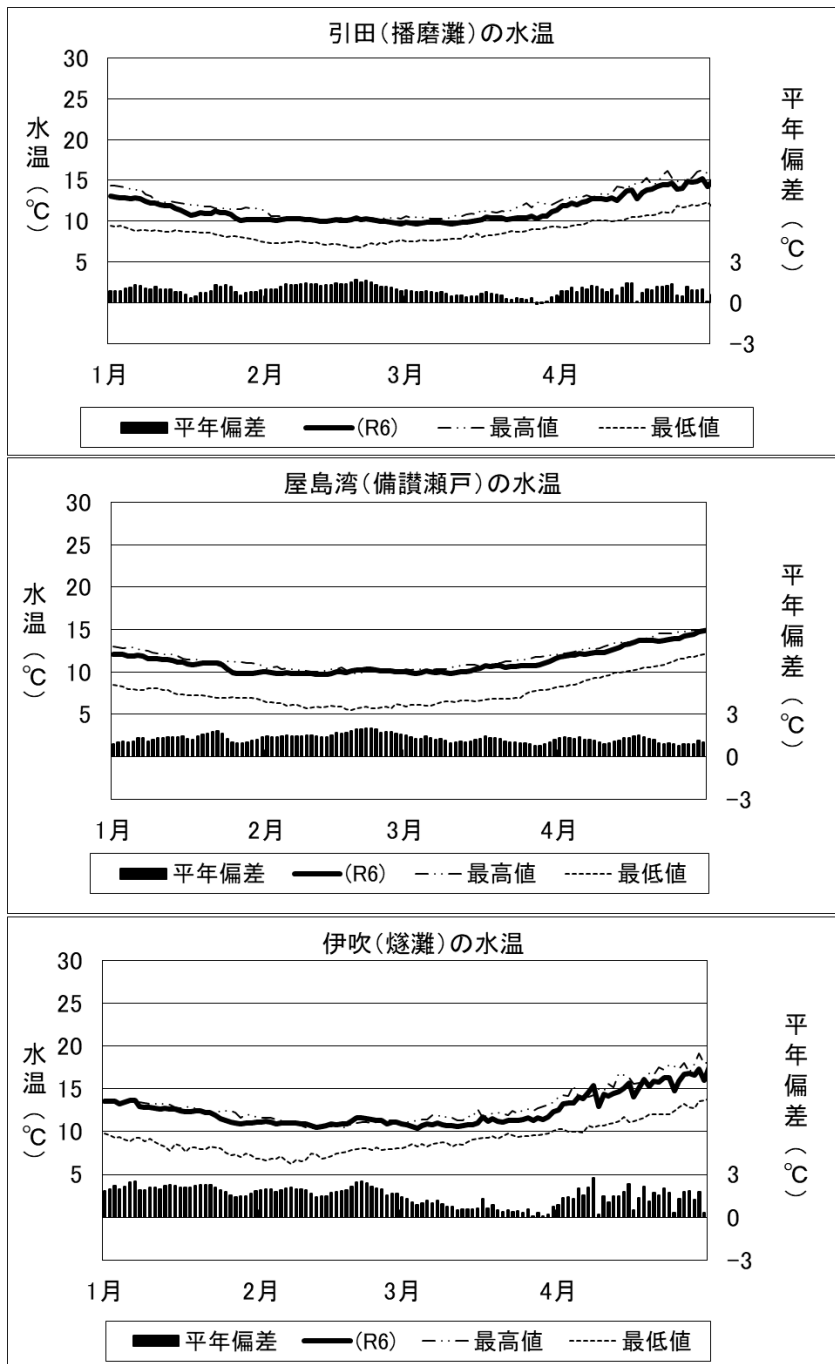 引田(播磨灘)の水温
30
25
20
15
10
5
水温(℃)
平年偏差(℃)
3
0
-3
1月 2月 3月 4月
平年偏差 (R6) 最高値 最低値
屋島湾(備讃瀬戸)の水温
30
25
20
15
10
5
水温(℃)
平年偏差(℃)
3
0
-3
1月 2月 3月 4月
平年偏差 (R6) 最高値 最低値
伊吹(燧灘)の水温
30
25
20
15
10
5
水温(℃)
平年偏差(℃)
3
0
-3
1月 2月 3月 4月
平年偏差 (R6) 最高値 最低値